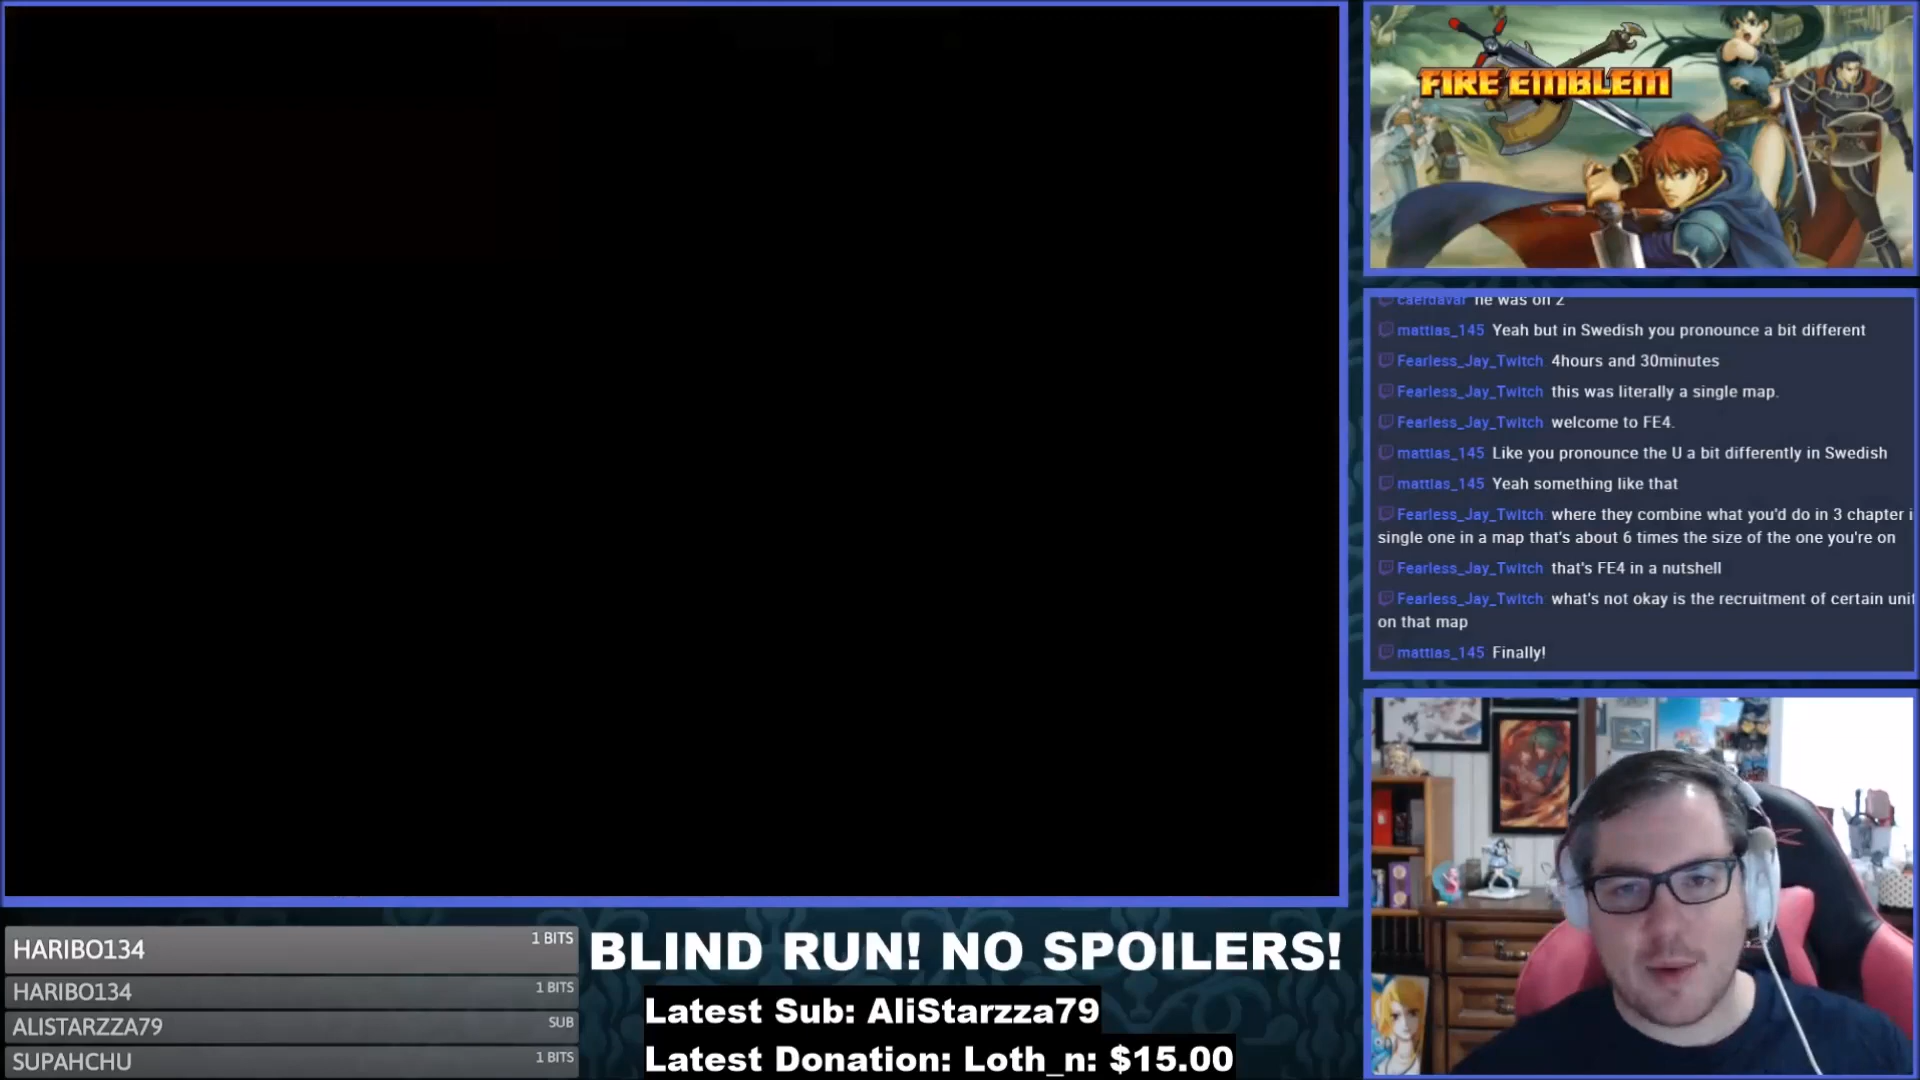 FIRE EMBLEM
caerdavar he was on 2
mattias_145 Yeah but in Swedish you pronounce a bit different
Fearless_Jay_Twitch 4hours and 30minutes
Fearless_Jay_Twitch this was literally a single map.
Fearless_Jay_Twitch welcome to FE4.
mattias_145 Like you pronounce the U a bit differently in Swedish
mattias_145 Yeah something like that
Fearless_Jay_Twitch where they combine what you'd do in 3 chapter i
single one in a map that's about 6 times the size of the one you're on
Fearless_Jay_Twitch that's FE4 in a nutshell
Fearless_Jay_Twitch what's not okay is the recruitment of certain unit
on that map
mattias_145 Finally!
HARIBO134 1 BITS
HARIBO134 1 BITS
ALISTARZZA79 SUB
SUPAHCHU 1 BITS
BLIND RUN! NO SPOILERS!
Latest Sub: AliStarzza79
Latest Donation: Loth_n: $15.00